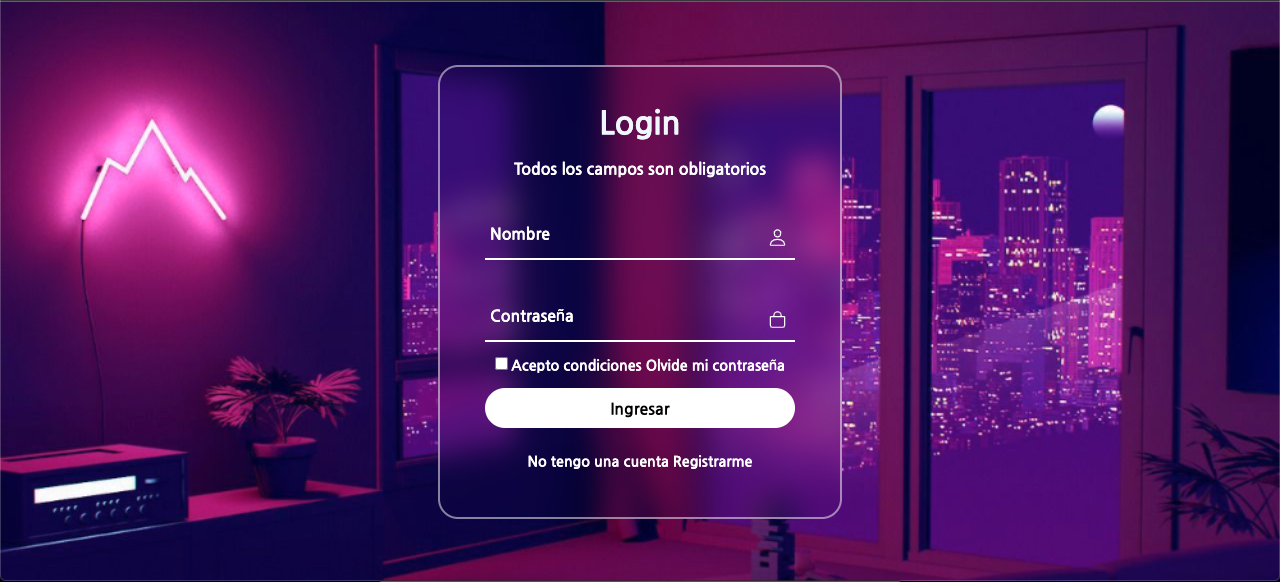 Login
Todos los campos son obligatorios
Nombre
Contraseña
Acepto condiciones Olvide mi contraseña
Ingresar
No tengo una cuenta Registrarme